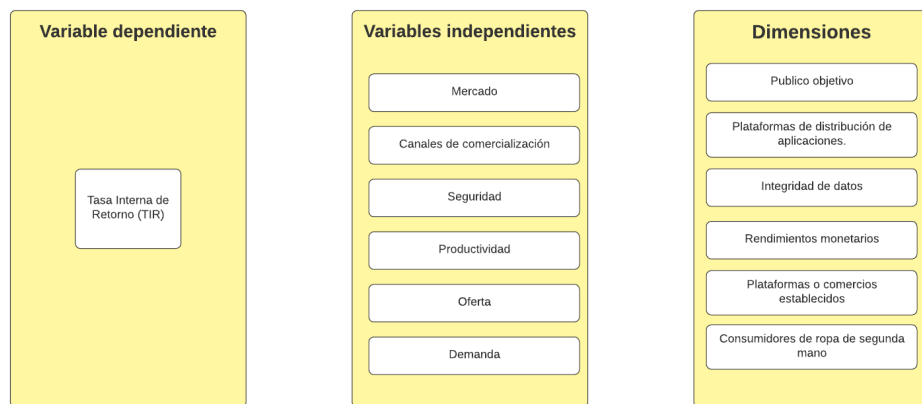 Variable dependiente
Tasa Interna de
Retorno (TIR)
Variables independientes
Mercado
Canales de comercialización
Seguridad
Productividad
Oferta
Demanda
Dimensiones
Publico objetivo
Plataformas de distribución de
aplicaciones.
Integridad de datos
Rendimientos monetarios
Plataformas o comercios
establecidos
Consumidores de ropa de segunda
mano